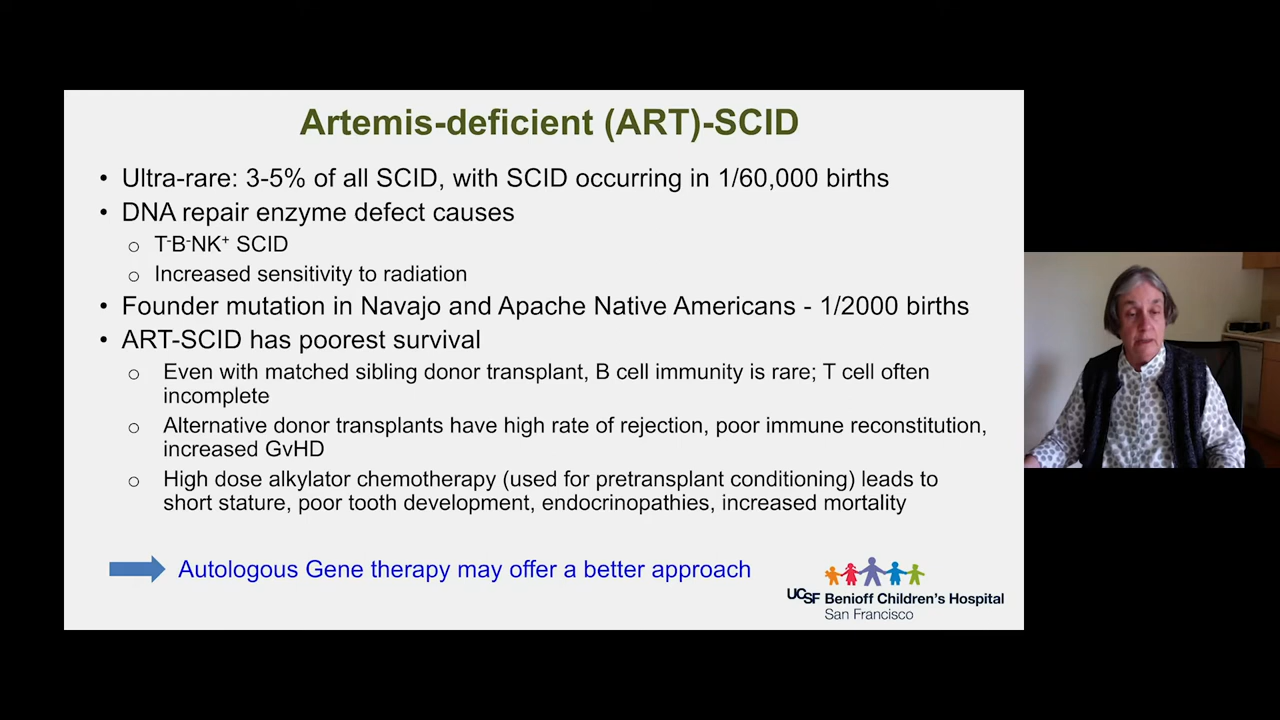 Artemis-deficient (ART)-SCID
• Ultra-rare: 3-5% of all SCID, with SCID occurring in 1/60,000 births
• DNA repair enzyme defect causes
o T-B-NK+ SCID
o Increased sensitivity to radiation
• Founder mutation in Navajo and Apache Native Americans - 1/2000 births
• ART-SCID has poorest survival
o Even with matched sibling donor transplant, B cell immunity is rare; T cell often
incomplete
o Alternative donor transplants have high rate of rejection, poor immune reconstitution,
increased GvHD
o High dose alkylator chemotherapy (used for pretransplant conditioning) leads to
short stature, poor tooth development, endocrinopathies, increased mortality
Autologous Gene therapy may offer a better approach
UCSF Benioff Children's Hospital
San Francisco